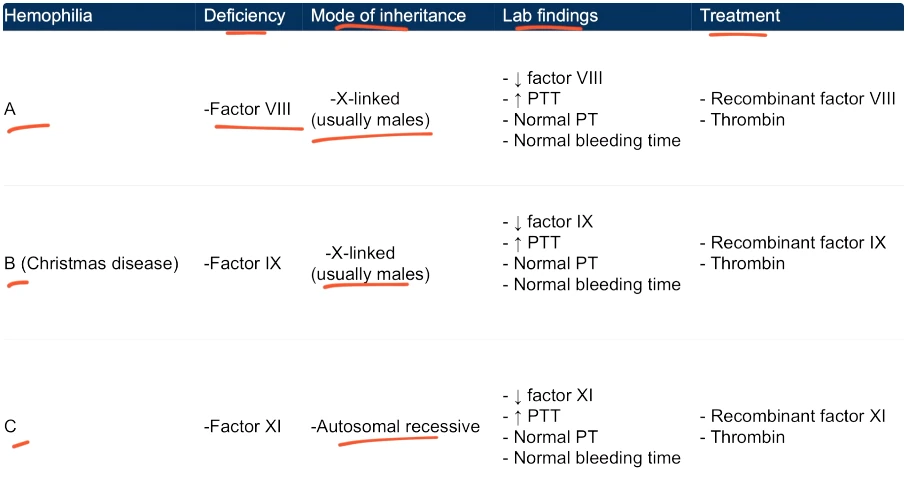 Hemophilia Deficiency Mode of inheritance Lab findings Treatment
A
-Factor VIII
-X-linked
(usually males)
- ↓ factor VIII
- ↑ PTT
- Normal PT
- Normal bleeding time
- Recombinant factor VIII
- Thrombin
B (Christmas disease)
-Factor IX
-X-linked
(usually males)
- ↓ factor IX
- ↑ PTT
- Normal PT
- Normal bleeding time
- Recombinant factor IX
- Thrombin
C
-Factor XI
-Autosomal recessive
- ↓ factor XI
- ↑ PTT
- Normal PT
- Normal bleeding time
- Recombinant factor XI
- Thrombin